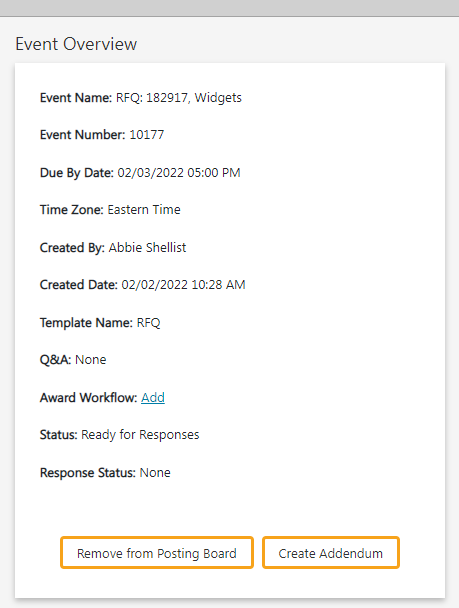 Event Overview
Event Name: RFQ: 182917, Widgets
Event Number: 10177
Due By Date: 02/03/2022 05:00 PM
Time Zone: Eastern Time
Created By: Abbie Shellist
Created Date: 02/02/2022 10:28 AM
Template Name: RFQ
Q&A: None
Award Workflow: Add
Status: Ready for Responses
Response Status: None
Remove from Posting Board Create Addendum